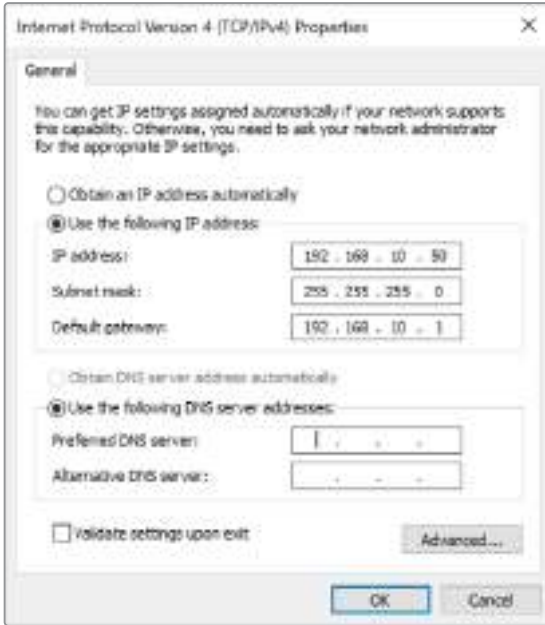 Internet Protocol Version 4 (TCP/IPv4) Properties
General
You can get IP settings assigned automatically if your network supports
this capability. Otherwise, you need to ask your network administrator
for the appropriate IP settings.
Obtain an IP address automatically
Use the following IP address:
IP address: 192 . 168 . 10 .
Subnet mask: 255 . 255 . 255 . 0
Default gateway: 192 . 168 . 10 . 1
Obtain DNS server address automatically
Use the following DNS server addresses:
Preferred DNS server: . . .
Alternative DNS server: . . .
Validate settings upon exit
Advanced...
OK Cancel